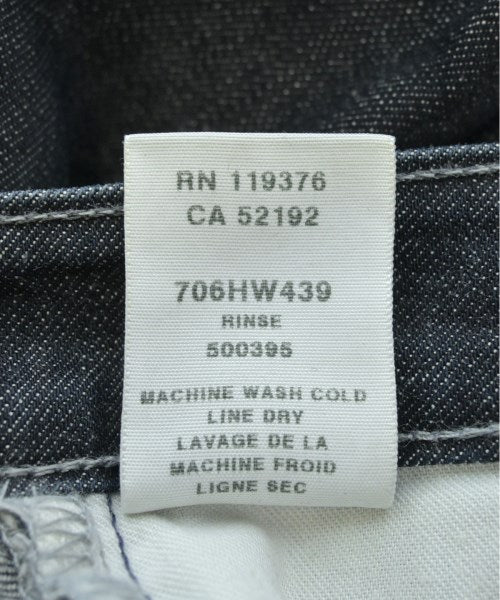 RN 119376
CA 52192
706HW439
RINSE
500395
MACHINE WASH COLD
LINE DRY
LAVAGE DE LA
MACHINE FROID
LIGNE SEC